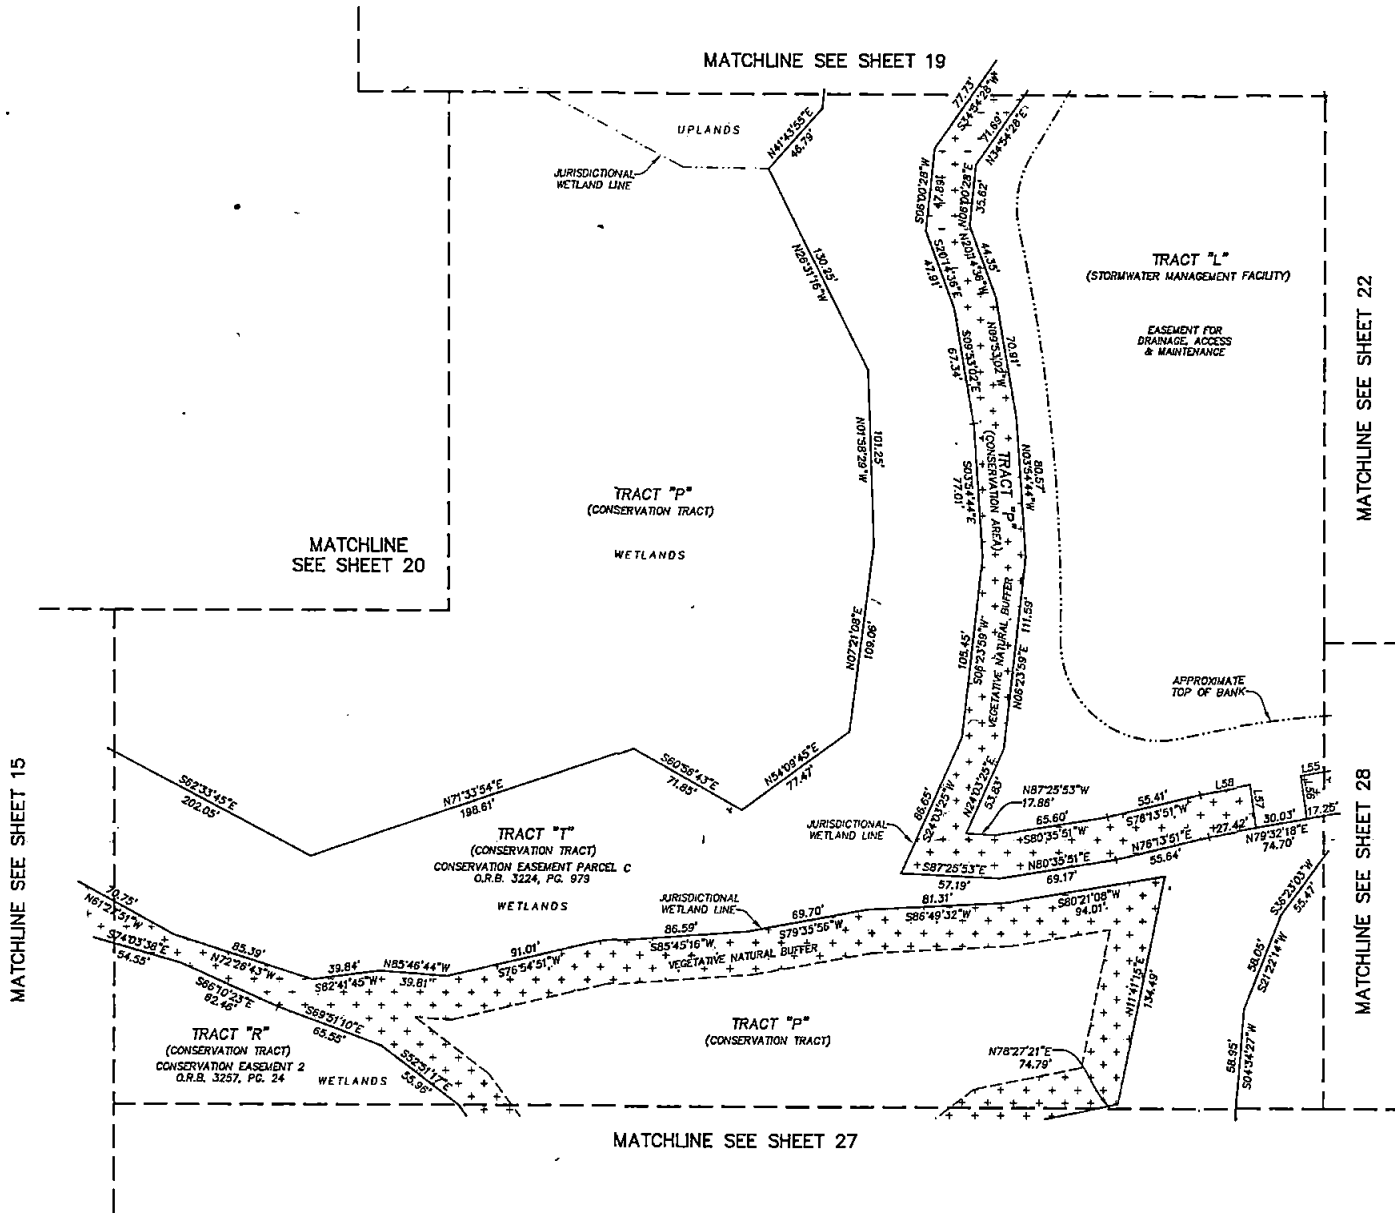 MATCHLINE SEE SHEET 19
77.73'
S34°54'28"W
71.69'
N34°54'28"E
N41°43'55"E
46.79'
UPLANDS
JURISDICTIONAL
WETLAND LINE
S06°00'28"W
47.89'
N06°00'28"E
35.62'
S20°14'36"E
47.91'
N20°14'36"W
44.35'
130.25'
N26°31'16"W
TRACT "L"
(STORMWATER MANAGEMENT FACILITY)
EASEMENT FOR
DRAINAGE, ACCESS
& MAINTENANCE
MATCHLINE SEE SHEET 22
S09°53'02"E
67.34'
N09°53'02"W
70.91'
101.25'
N01°58'29"W
S03°54'44"E
77.01'
TRACT "P"
(CONSERVATION AREA)
80.57'
N03°54'44"W
TRACT "P"
(CONSERVATION TRACT)
WETLANDS
MATCHLINE
SEE SHEET 20
N07°21'08"E
109.06'
108.45'
S06°23'59"W
VEGETATIVE NATURAL BUFFER
111.59'
N06°23'59"E
APPROXIMATE
TOP OF BANK
MATCHLINE SEE SHEET 15
S62°33'45"E
202.05'
N71°33'54"E
198.61'
S60°56'43"E
71.85'
N54°09'45"E
77.47'
S24°03'25"W
N24°03'25"E
53.83'
N87°25'53"W
17.86'
65.60'
S80°35'51"W
55.41'
S78°13'51"W
L58
L57
L55
L56
17.25'
30.03'
N79°32'18"E
74.70'
27.42'
N78°13'51"E
55.64'
N80°35'51"E
69.17'
S87°25'53"E
57.19'
JURISDICTIONAL
WETLAND LINE
MATCHLINE SEE SHEET 28
TRACT "T"
(CONSERVATION TRACT)
CONSERVATION EASEMENT PARCEL C
O.R.B. 3224, PG. 979
WETLANDS
JURISDICTIONAL
WETLAND LINE
70.75'
N61°24'51"W
S74°03'38"E
54.55'
85.39'
N72°26'43"W
39.84'
S82°41'45"W
N85°46'44"W
39.81'
91.01'
S76°54'51"W
86.59'
S85°45'16"W
69.70'
S79°35'56"W
81.31'
S86°49'32"W
S80°21'08"W
94.01'
VEGETATIVE NATURAL BUFFER
S36°23'03"W
55.47'
58.05'
S21°22'14"W
58.95'
S04°34'27"W
N11°41'15"E
134.49'
S66°10'23"E
62.46'
S69°51'10"E
65.55'
S52°51'17"E
55.96'
TRACT "R"
(CONSERVATION TRACT)
CONSERVATION EASEMENT 2
O.R.B. 3257, PG. 24
WETLANDS
TRACT "P"
(CONSERVATION TRACT)
N78°27'21"E
74.79'
MATCHLINE SEE SHEET 27